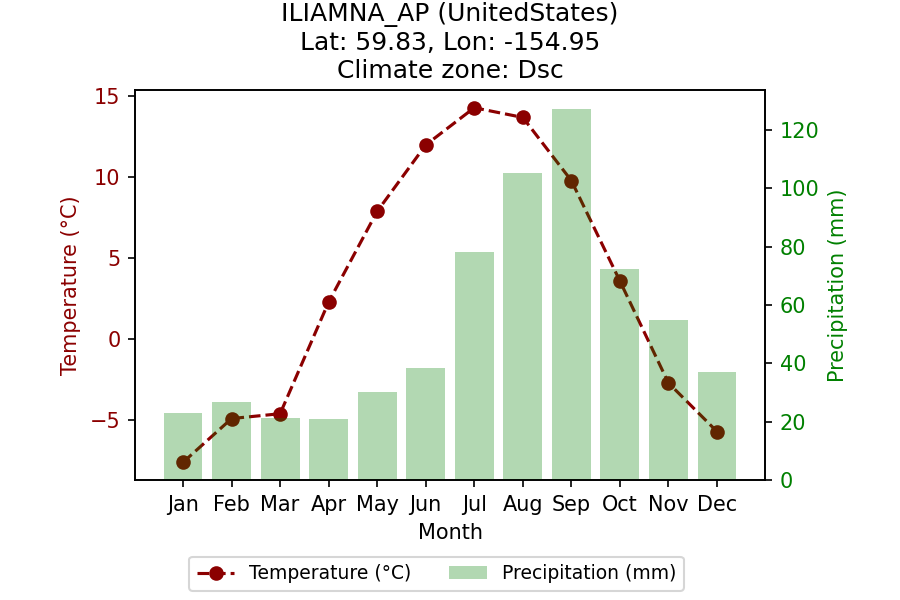 ILIAMNA_AP (UnitedStates)
Lat: 59.83, Lon: -154.95
Climate zone: Dsc
15
10
5
0
−5
Temperature (°C)
120
100
80
60
40
20
0
Precipitation (mm)
Jan Feb Mar Apr May Jun Jul Aug Sep Oct Nov Dec
Month
Temperature (°C) Precipitation (mm)